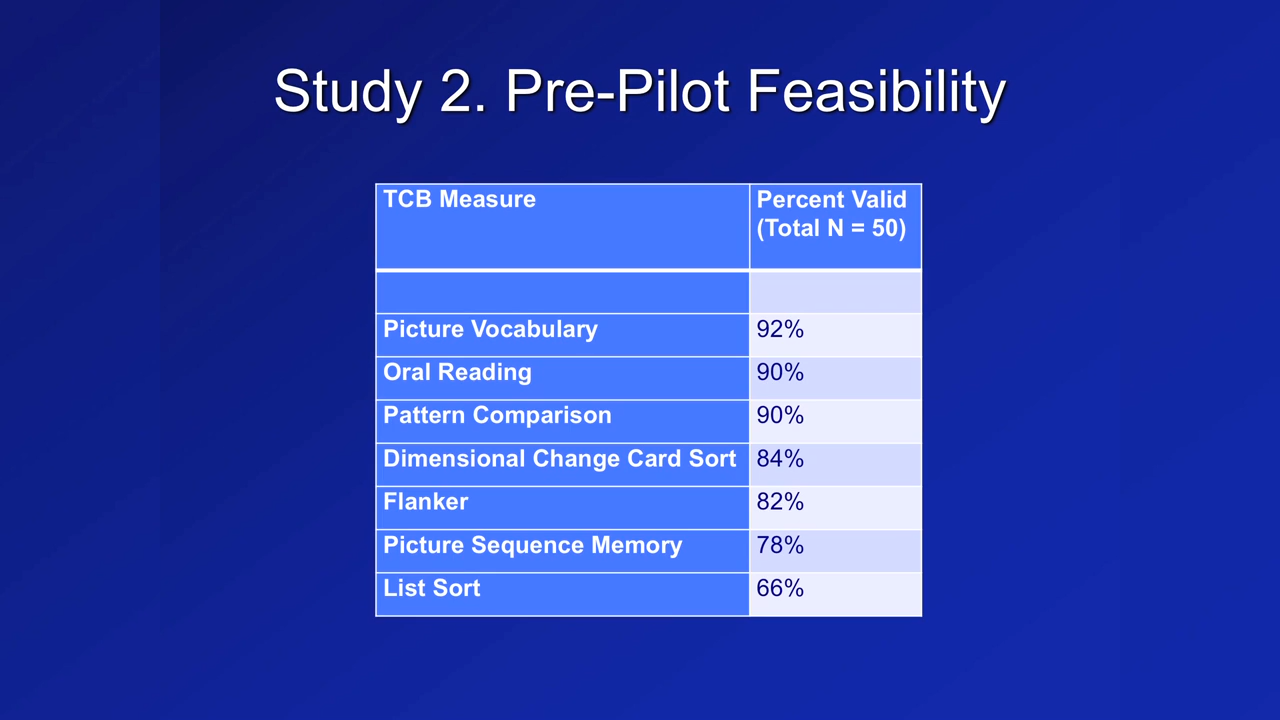 Study 2. Pre-Pilot Feasibility
TCB Measure
Percent Valid
(Total N = 50)
Picture Vocabulary 92%
Oral Reading 90%
Pattern Comparison 90%
Dimensional Change Card Sort 84%
Flanker 82%
Picture Sequence Memory 78%
List Sort 66%